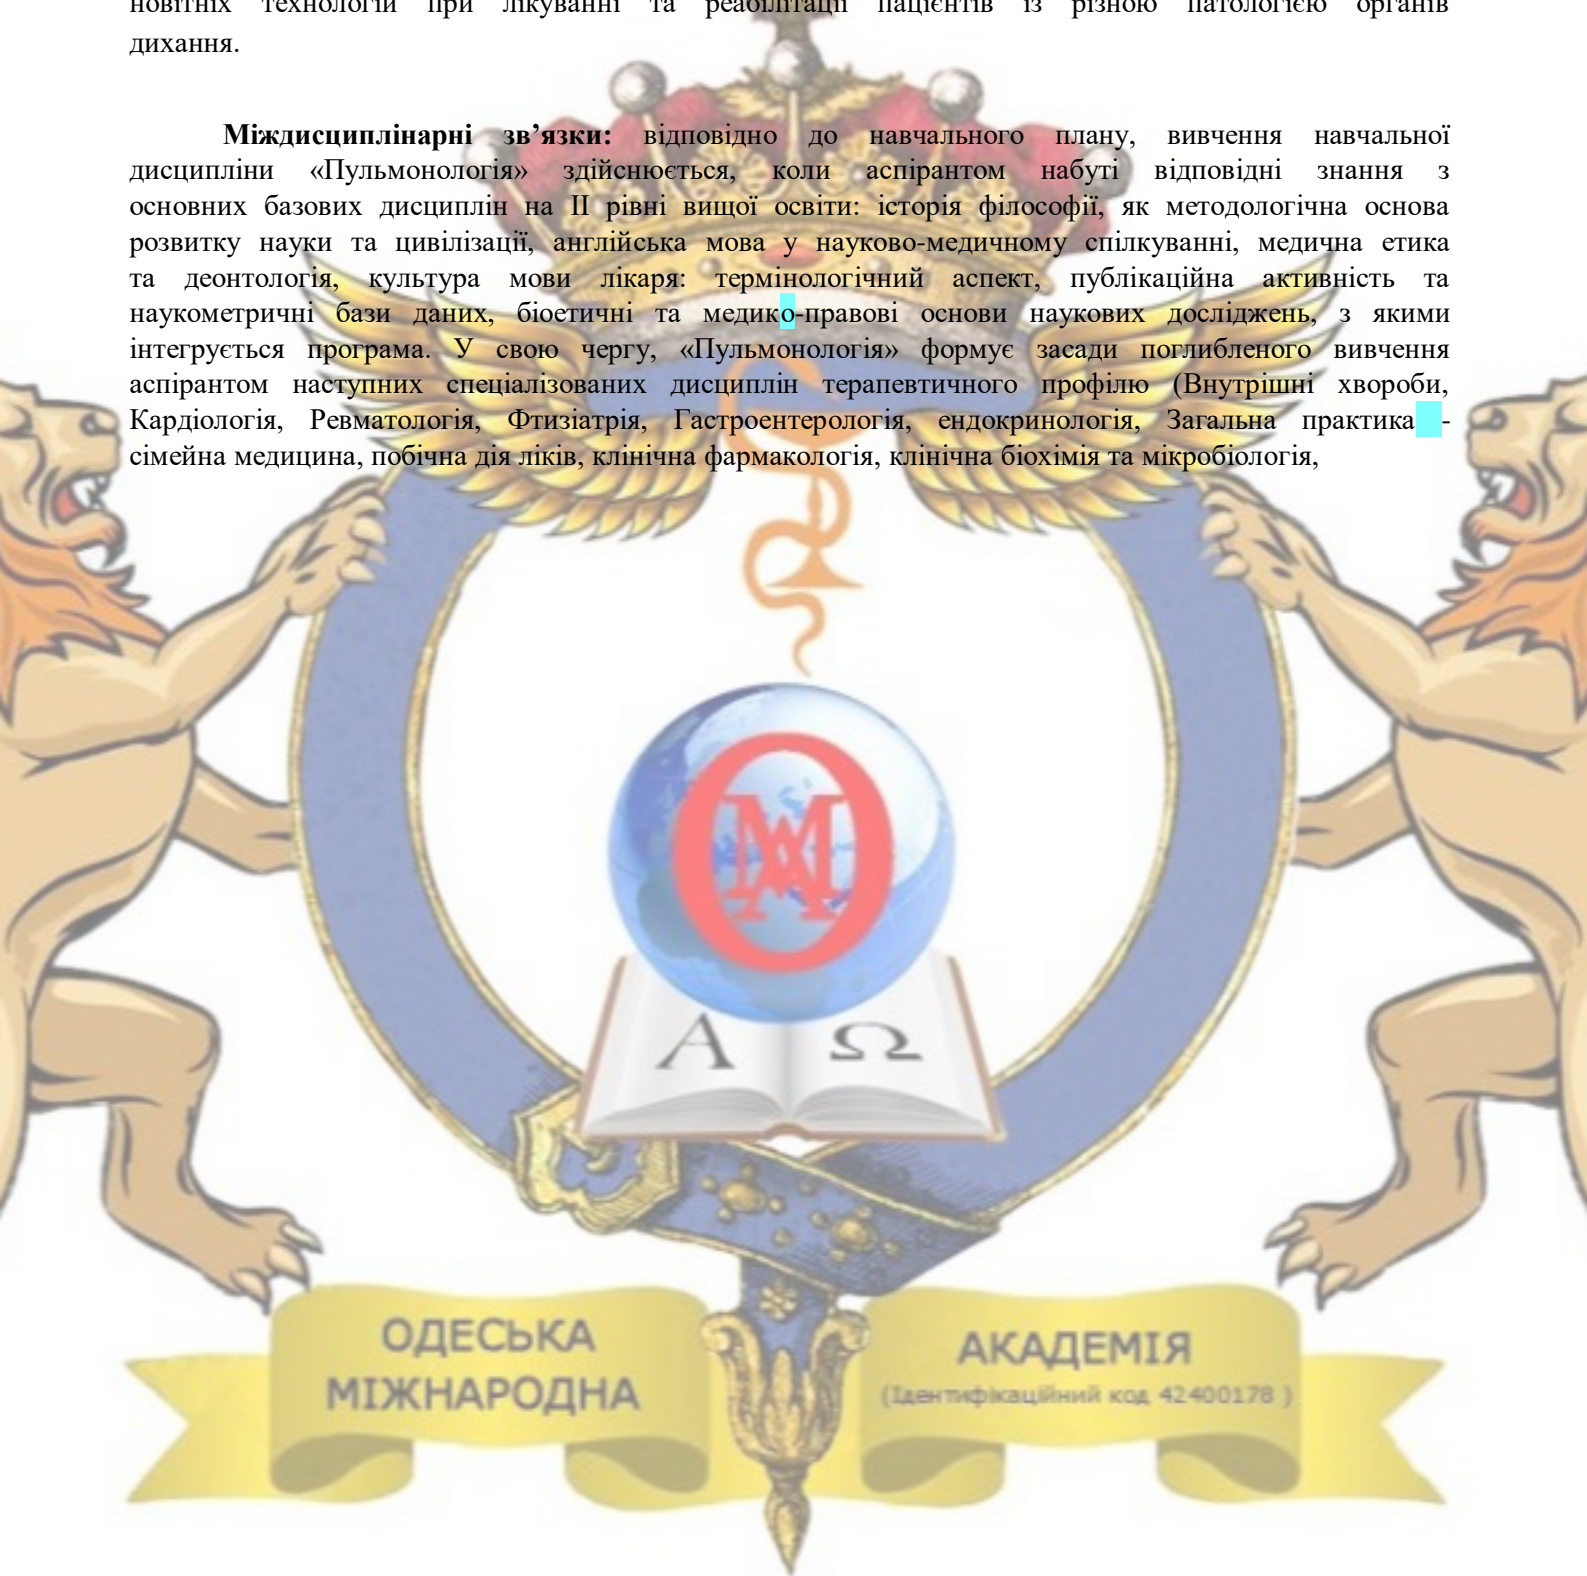 новітніх технологій при лікуванні та реабілітації пацієнтів із різною патологією органів
дихання.
Міждисциплінарні зв’язки: відповідно до навчального плану, вивчення навчальної
дисципліни «Пульмонологія» здійснюється, коли аспірантом набуті відповідні знання з
основних базових дисциплін на ІІ рівні вищої освіти: історія філософії, як методологічна основа
розвитку науки та цивілізації, англійська мова у науково-медичному спілкуванні, медична етика
та деонтологія, культура мови лікаря: термінологічний аспект, публікаційна активність та
наукометричні бази даних, біоетичні та медико-правові основи наукових досліджень, з якими
інтегрується програма. У свою чергу, «Пульмонологія» формує засади поглибленого вивчення
аспірантом наступних спеціалізованих дисциплін терапевтичного профілю (Внутрішні хвороби,
Кардіологія, Ревматологія, Фтизіатрія, Гастроентерологія, ендокринологія, Загальна практика -
сімейна медицина, побічна дія ліків, клінічна фармакологія, клінічна біохімія та мікробіологія,
ОМА
Α Ω
ОДЕСЬКА
МІЖНАРОДНА
АКАДЕМІЯ
(Ідентифікаційний код 42400178 )